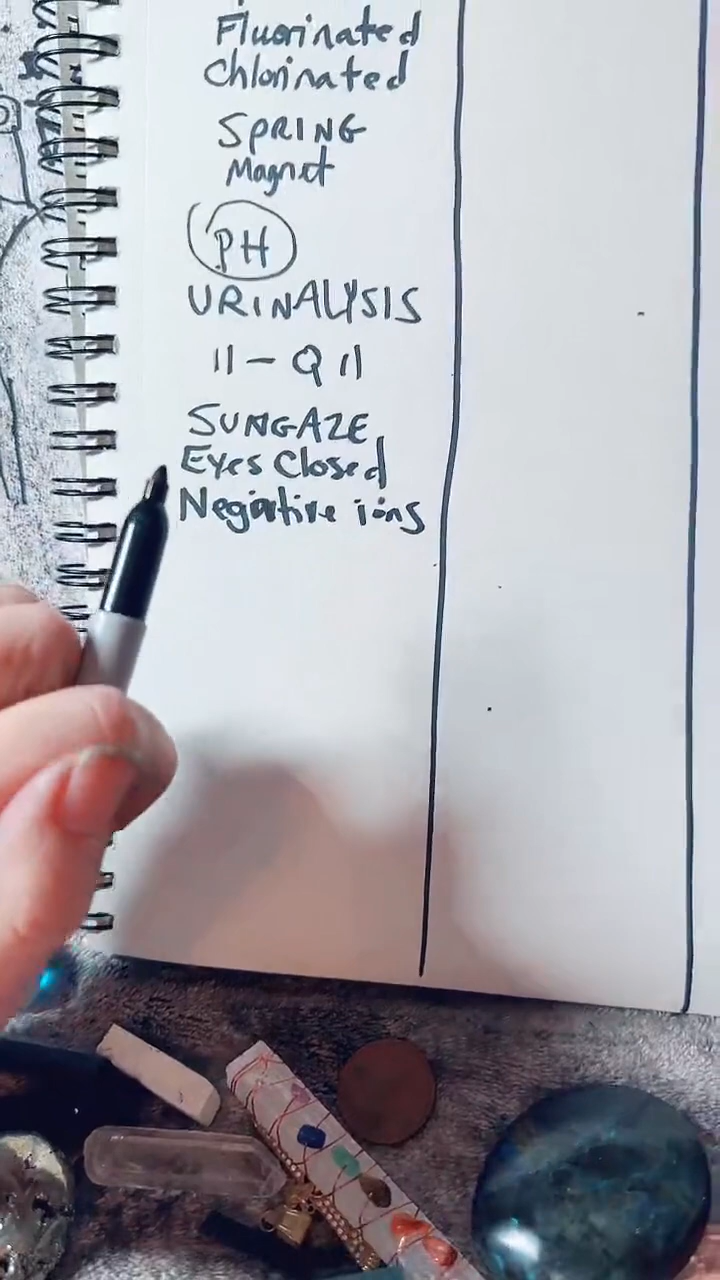 Fluorinated
Chlorinated
SPRING
Magnet
PH
URINALYSIS
11-Q11
SUNGAZE
Eyes Closed
Negative ions